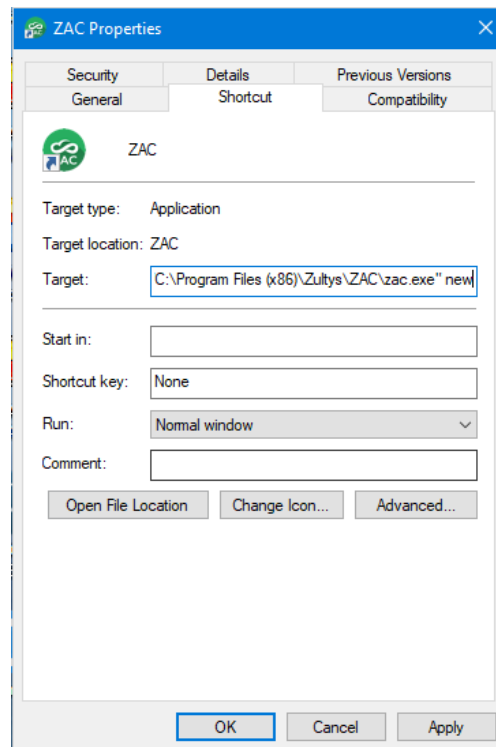 ZAC Properties
Security Details Previous Versions
General Shortcut Compatibility
AC ZAC
Target type: Application
Target location: ZAC
Target: C:\Program Files (x86)\Zultys\ZAC\zac.exe" new
Start in:
Shortcut key: None
Run: Normal window
Comment:
Open File Location Change Icon... Advanced...
OK Cancel Apply